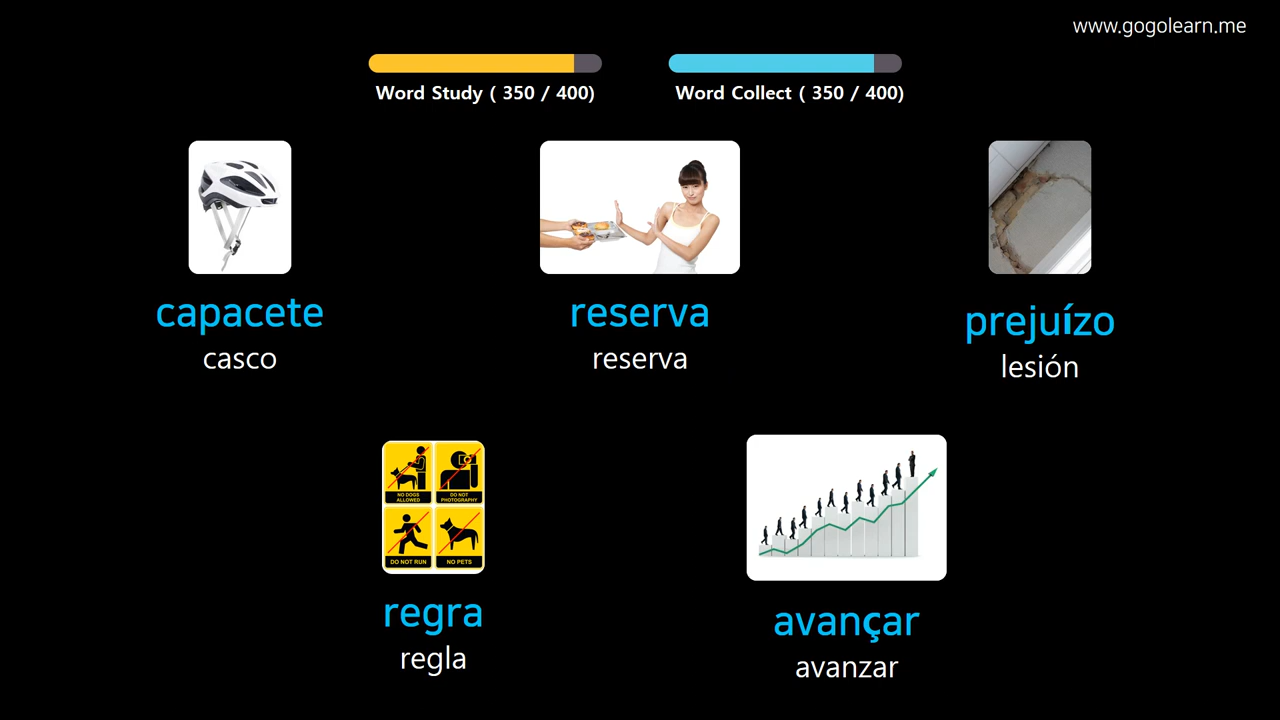 www.gogolearn.me
Word Study ( 350 / 400)
Word Collect ( 350 / 400)
capacete
casco
reserva
reserva
prejuízo
lesión
NO DOGS
ALLOWED
DO NOT
PHOTOGRAPHY
DO NOT RUN
NO PETS
regra
regla
avançar
avanzar